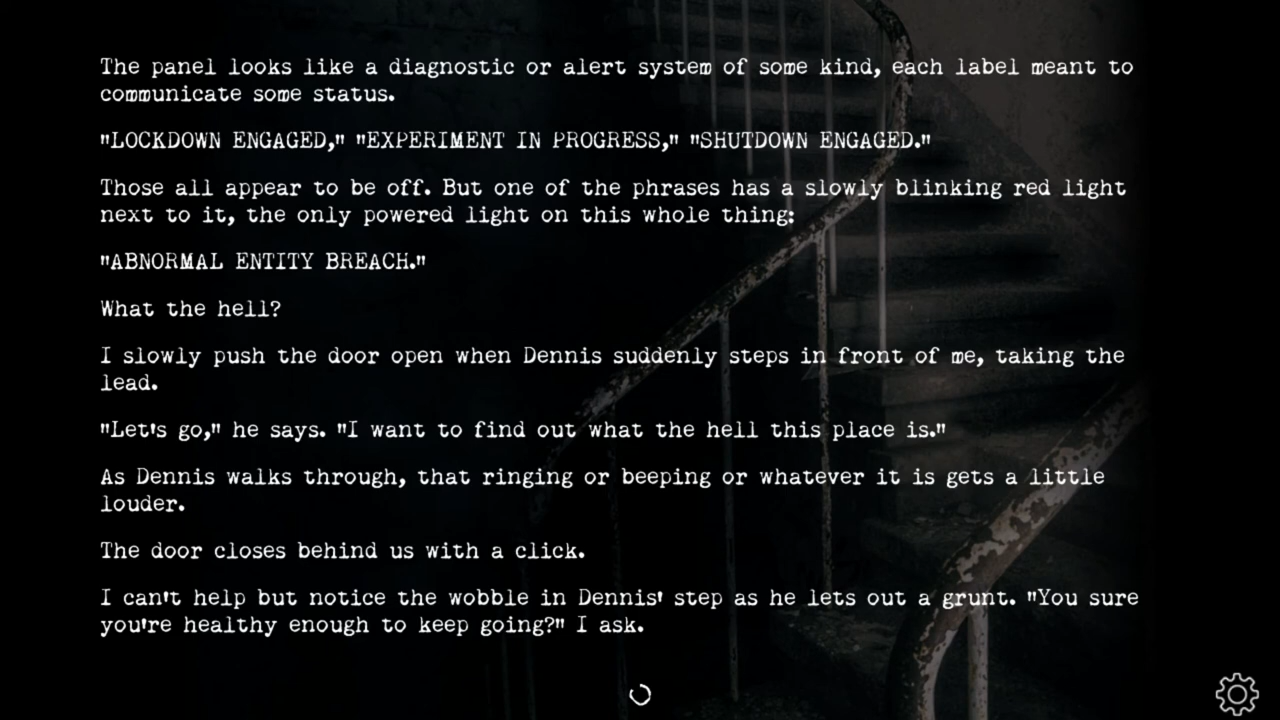 The panel looks like a diagnostic or alert system of some kind, each label meant to
communicate some status.
"LOCKDOWN ENGAGED," "EXPERIMENT IN PROGRESS," "SHUTDOWN ENGAGED."
Those all appear to be off. But one of the phrases has a slowly blinking red light
next to it, the only powered light on this whole thing:
"ABNORMAL ENTITY BREACH."
What the hell?
I slowly push the door open when Dennis suddenly steps in front of me, taking the
lead.
"Let's go," he says. "I want to find out what the hell this place is."
As Dennis walks through, that ringing or beeping or whatever it is gets a little
louder.
The door closes behind us with a click.
I can't help but notice the wobble in Dennis' step as he lets out a grunt. "You sure
you're healthy enough to keep going?" I ask.